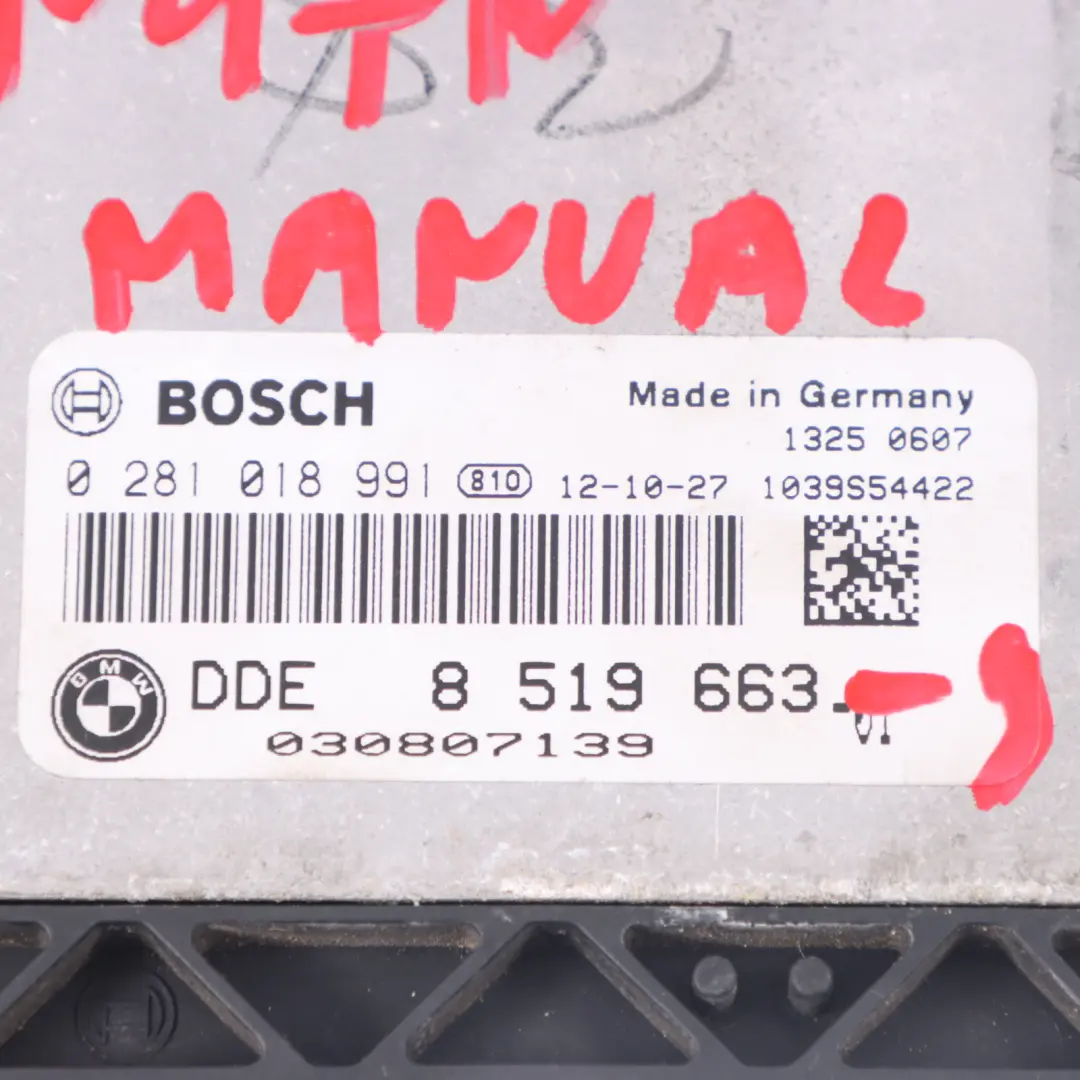 MANUAL
BOSCH
Made in Germany
1325 0607
0 281 018 991 810 12-10-27 1039S54422
BMW DDE 8 519 663
030807139